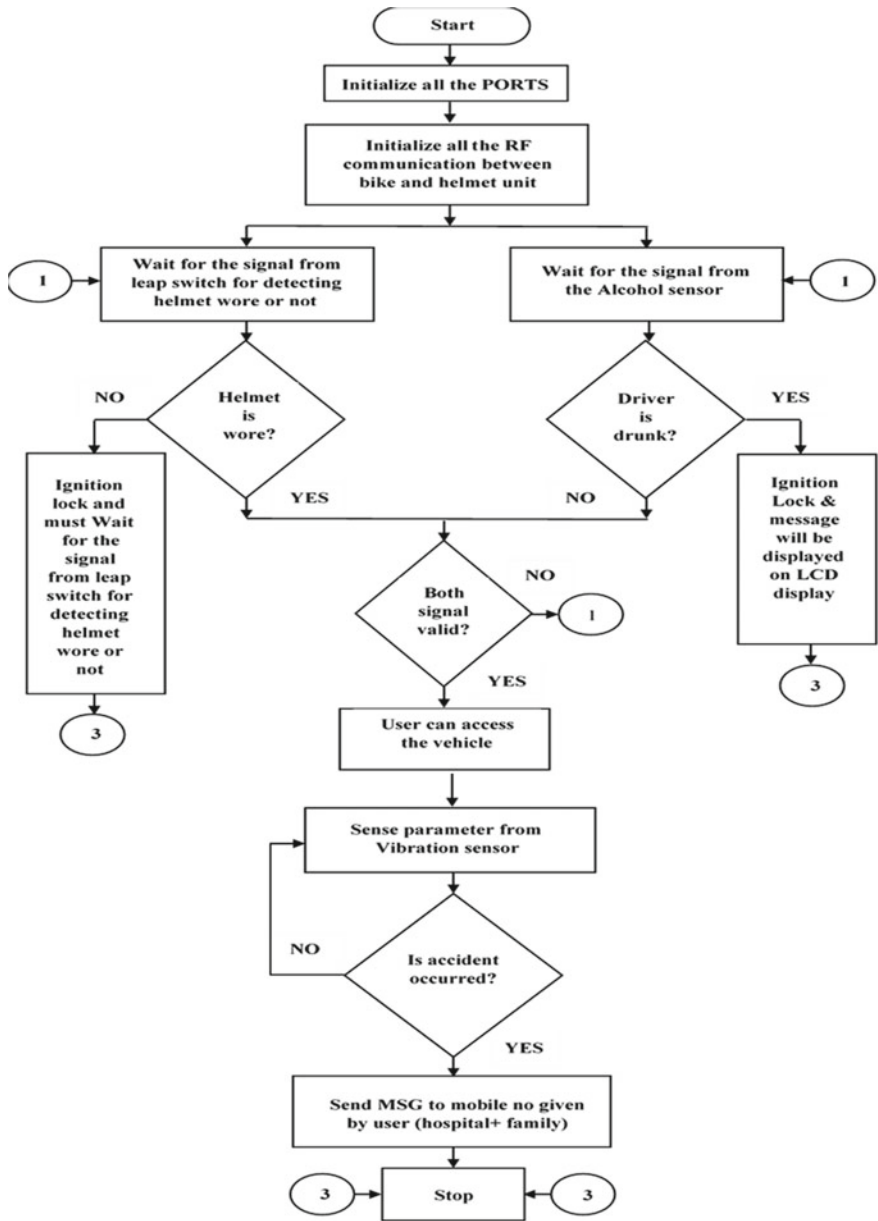 Start
Initialize all the PORTS
Initialize all the RF
communication between
bike and helmet unit
1
Wait for the signal from
leap switch for detecting
helmet wore or not
Wait for the signal from
the Alcohol sensor
1
NO
Helmet
is
wore?
YES
Driver
is
drunk?
YES
NO
Ignition
lock and
must Wait
for the
signal
from leap
switch for
detecting
helmet
wore or
not
3
Ignition
Lock &
message
will be
displayed
on LCD
display
3
Both
signal
valid?
NO
1
YES
User can access
the vehicle
Sense parameter from
Vibration sensor
NO
Is accident
occurred?
YES
Send MSG to mobile no given
by user (hospital+ family)
3
Stop
3